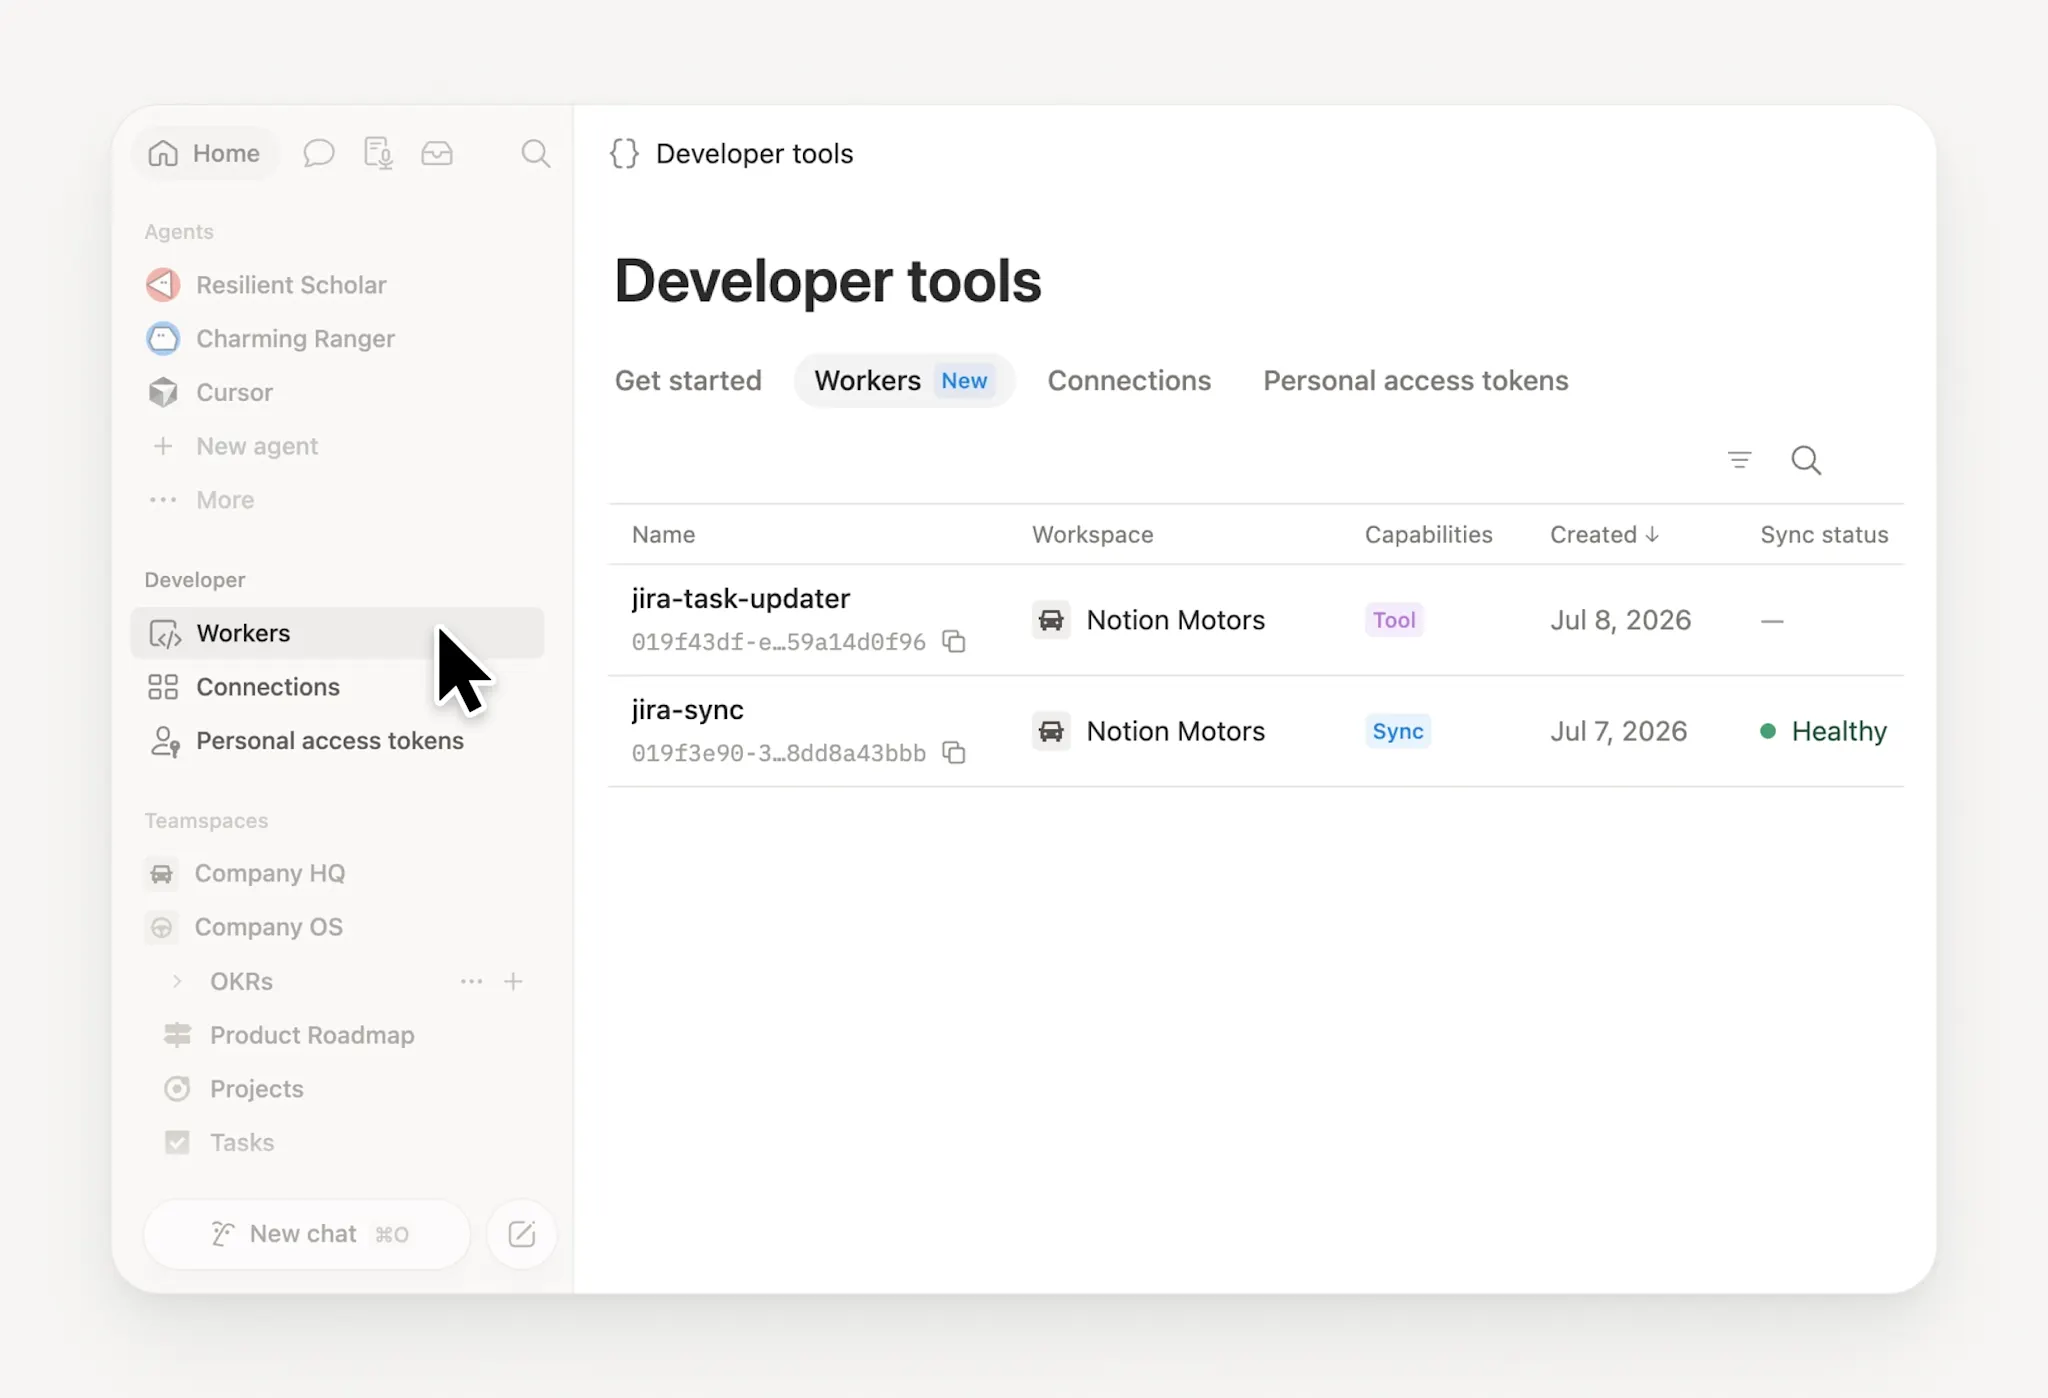 Home
Agents
Resilient Scholar
Charming Ranger
Cursor
New agent
More
Developer
Workers
Connections
Personal access tokens
Teamspaces
Company HQ
Company OS
OKRs
Product Roadmap
Projects
Tasks
New chat ⌘O
Developer tools
Developer tools
Get started Workers New Connections Personal access tokens
Name Workspace Capabilities Created ↓ Sync status
jira-task-updater
019f43df-e…59a14d0f96
Notion Motors Tool Jul 8, 2026 —
jira-sync
019f3e90-3…8dd8a43bbb
Notion Motors Sync Jul 7, 2026 Healthy